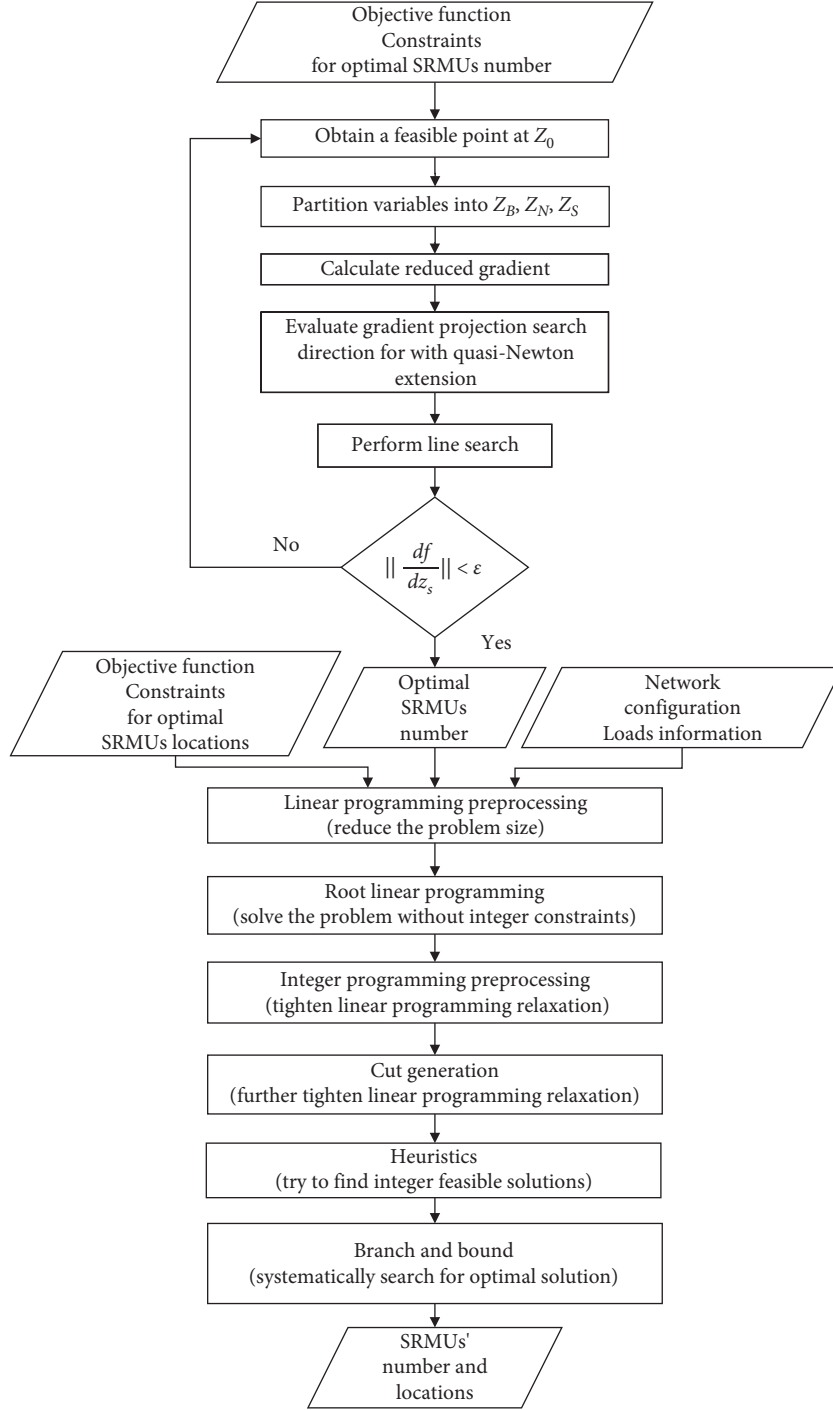 Objective function
Constraints
for optimal SRMUs number
Obtain a feasible point at Z₀
Partition variables into Z_B, Z_N, Z_S
Calculate reduced gradient
Evaluate gradient projection search
direction for with quasi-Newton
extension
Perform line search
No
|| df/dz_s || < ε
Yes
Objective function
Constraints
for optimal
SRMUs locations
Optimal
SRMUs
number
Network
configuration
Loads information
Linear programming preprocessing
(reduce the problem size)
Root linear programming
(solve the problem without integer constraints)
Integer programming preprocessing
(tighten linear programming relaxation)
Cut generation
(further tighten linear programming relaxation)
Heuristics
(try to find integer feasible solutions)
Branch and bound
(systematically search for optimal solution)
SRMUs'
number and
locations